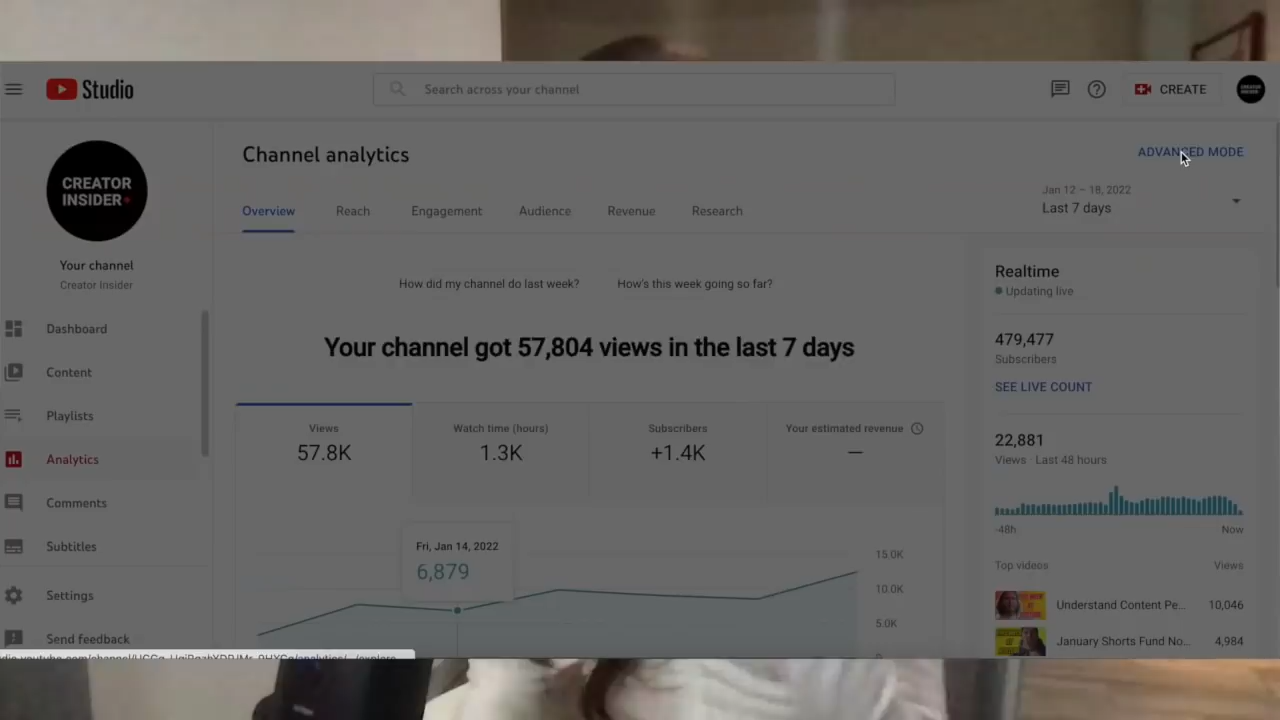 Studio
Search across your channel
CREATE
CREATOR
INSIDER
CREATOR
INSIDER
Channel analytics
ADVANCED MODE
Jan 12 – 18, 2022
Last 7 days
Overview
Reach
Engagement
Audience
Revenue
Research
Your channel
Creator Insider
Dashboard
Content
Playlists
Analytics
Comments
Subtitles
Settings
Send feedback
How did my channel do last week?
How's this week going so far?
Your channel got 57,804 views in the last 7 days
Views
57.8K
Watch time (hours)
1.3K
Subscribers
+1.4K
Your estimated revenue
—
Fri, Jan 14, 2022
6,879
15.0K
10.0K
5.0K
0
Realtime
Updating live
479,477
Subscribers
SEE LIVE COUNT
22,881
Views · Last 48 hours
-48h
Now
Top videos
Views
Understand Content Pe...
10,046
January Shorts Fund No...
4,984